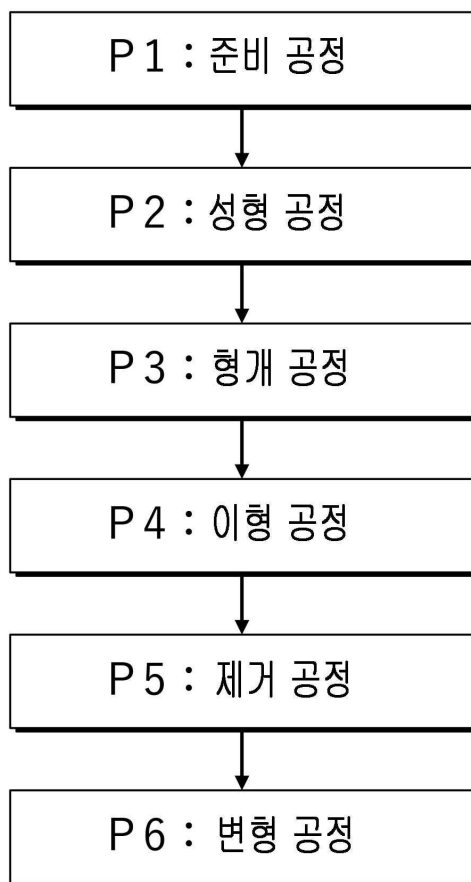 P1 : 준비 공정
P2 : 성형 공정
P3 : 형개 공정
P4 : 이형 공정
P5 : 제거 공정
P6 : 변형 공정